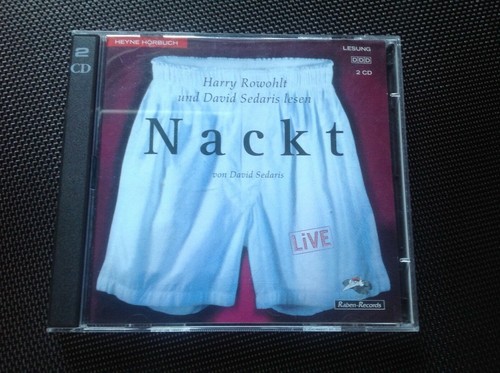 2
CD
HEYNE HÖRBUCH
LESUNG
DDD
2 CD
Harry Rowohlt
und David Sedaris lesen
Nackt
von David Sedaris
LiVE
Raben-Records